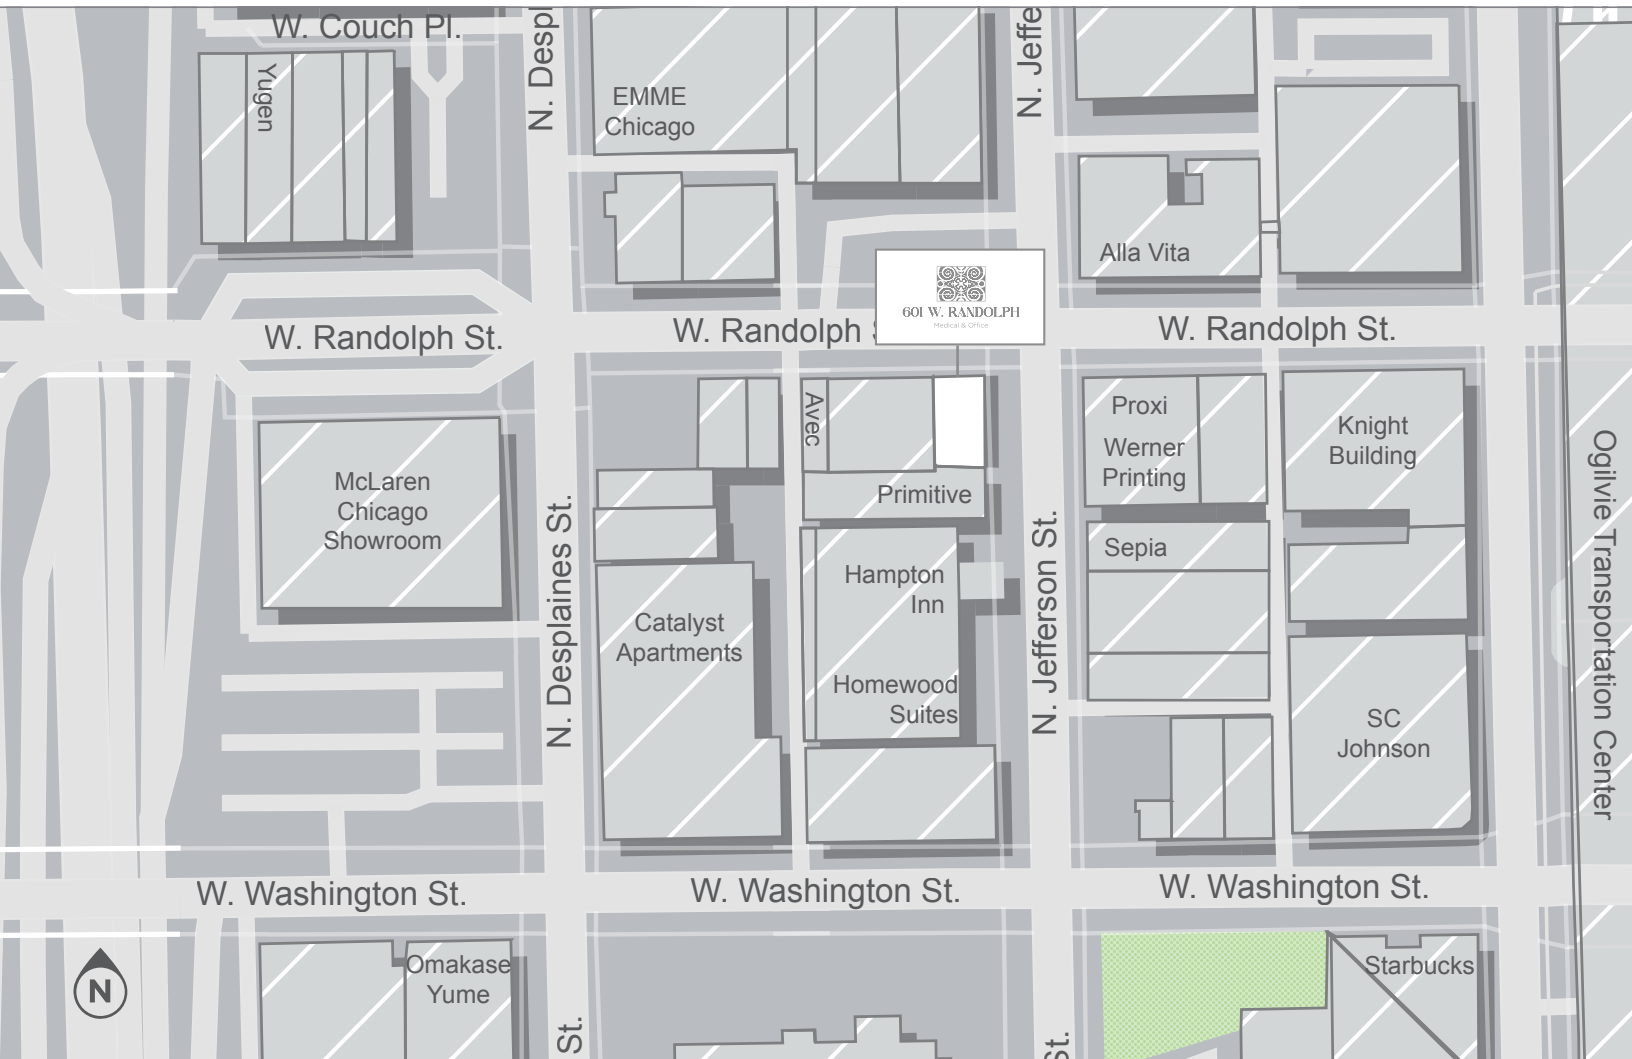 W. Couch Pl.
N. Despl
N. Jeffe
Yugen
EMME
Chicago
Alla Vita
601 W. RANDOLPH
Medical & Office
W. Randolph St.
W. Randolph
W. Randolph St.
Avec
Proxi
Werner
Printing
Knight
Building
McLaren
Chicago
Showroom
Primitive
N. Desplaines St.
N. Jefferson St.
Ogilvie Transportation Center
Sepia
Hampton
Inn
Catalyst
Apartments
Homewood
Suites
SC
Johnson
W. Washington St.
W. Washington St.
W. Washington St.
N
Omakase
Yume
Starbucks
St.
St.